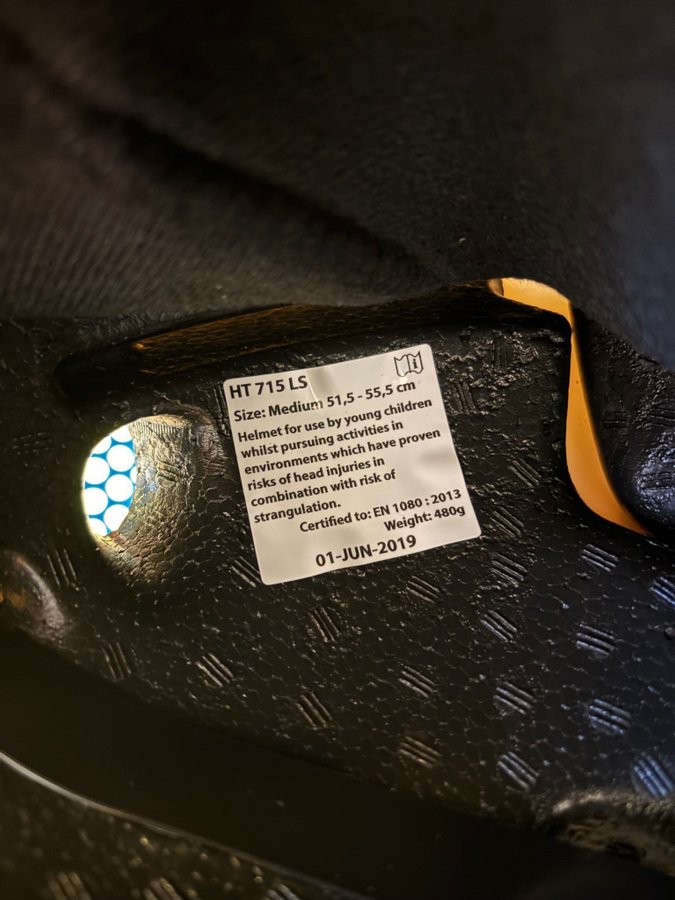 HT 715 LS
Size: Medium 51,5 - 55,5 cm
Helmet for use by young children
whilst pursuing activities in
environments which have proven
risks of head injuries in
combination with risk of
strangulation.
Certified to: EN 1080 : 2013
Weight: 480g
01-JUN-2019